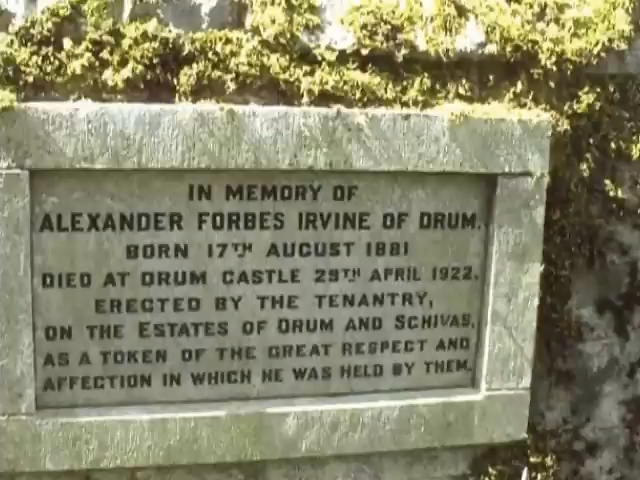 IN MEMORY OF
ALEXANDER FORBES IRVINE OF DRUM.
BORN 17TH AUGUST 1881
DIED AT DRUM CASTLE 29TH APRIL 1922.
ERECTED BY THE TENANTRY,
ON THE ESTATES OF DRUM AND SCHIVAS,
AS A TOKEN OF THE GREAT RESPECT AND
AFFECTION IN WHICH HE WAS HELD BY THEM.